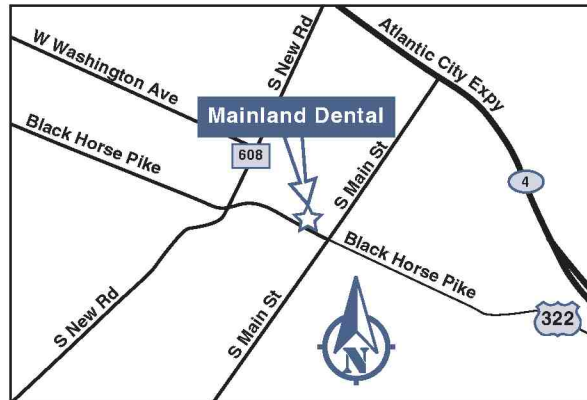 W Washington Ave
S New Rd
Atlantic City Expy
Mainland Dental
Black Horse Pike
608
S Main St
4
Black Horse Pike
S New Rd
S Main St
322
N